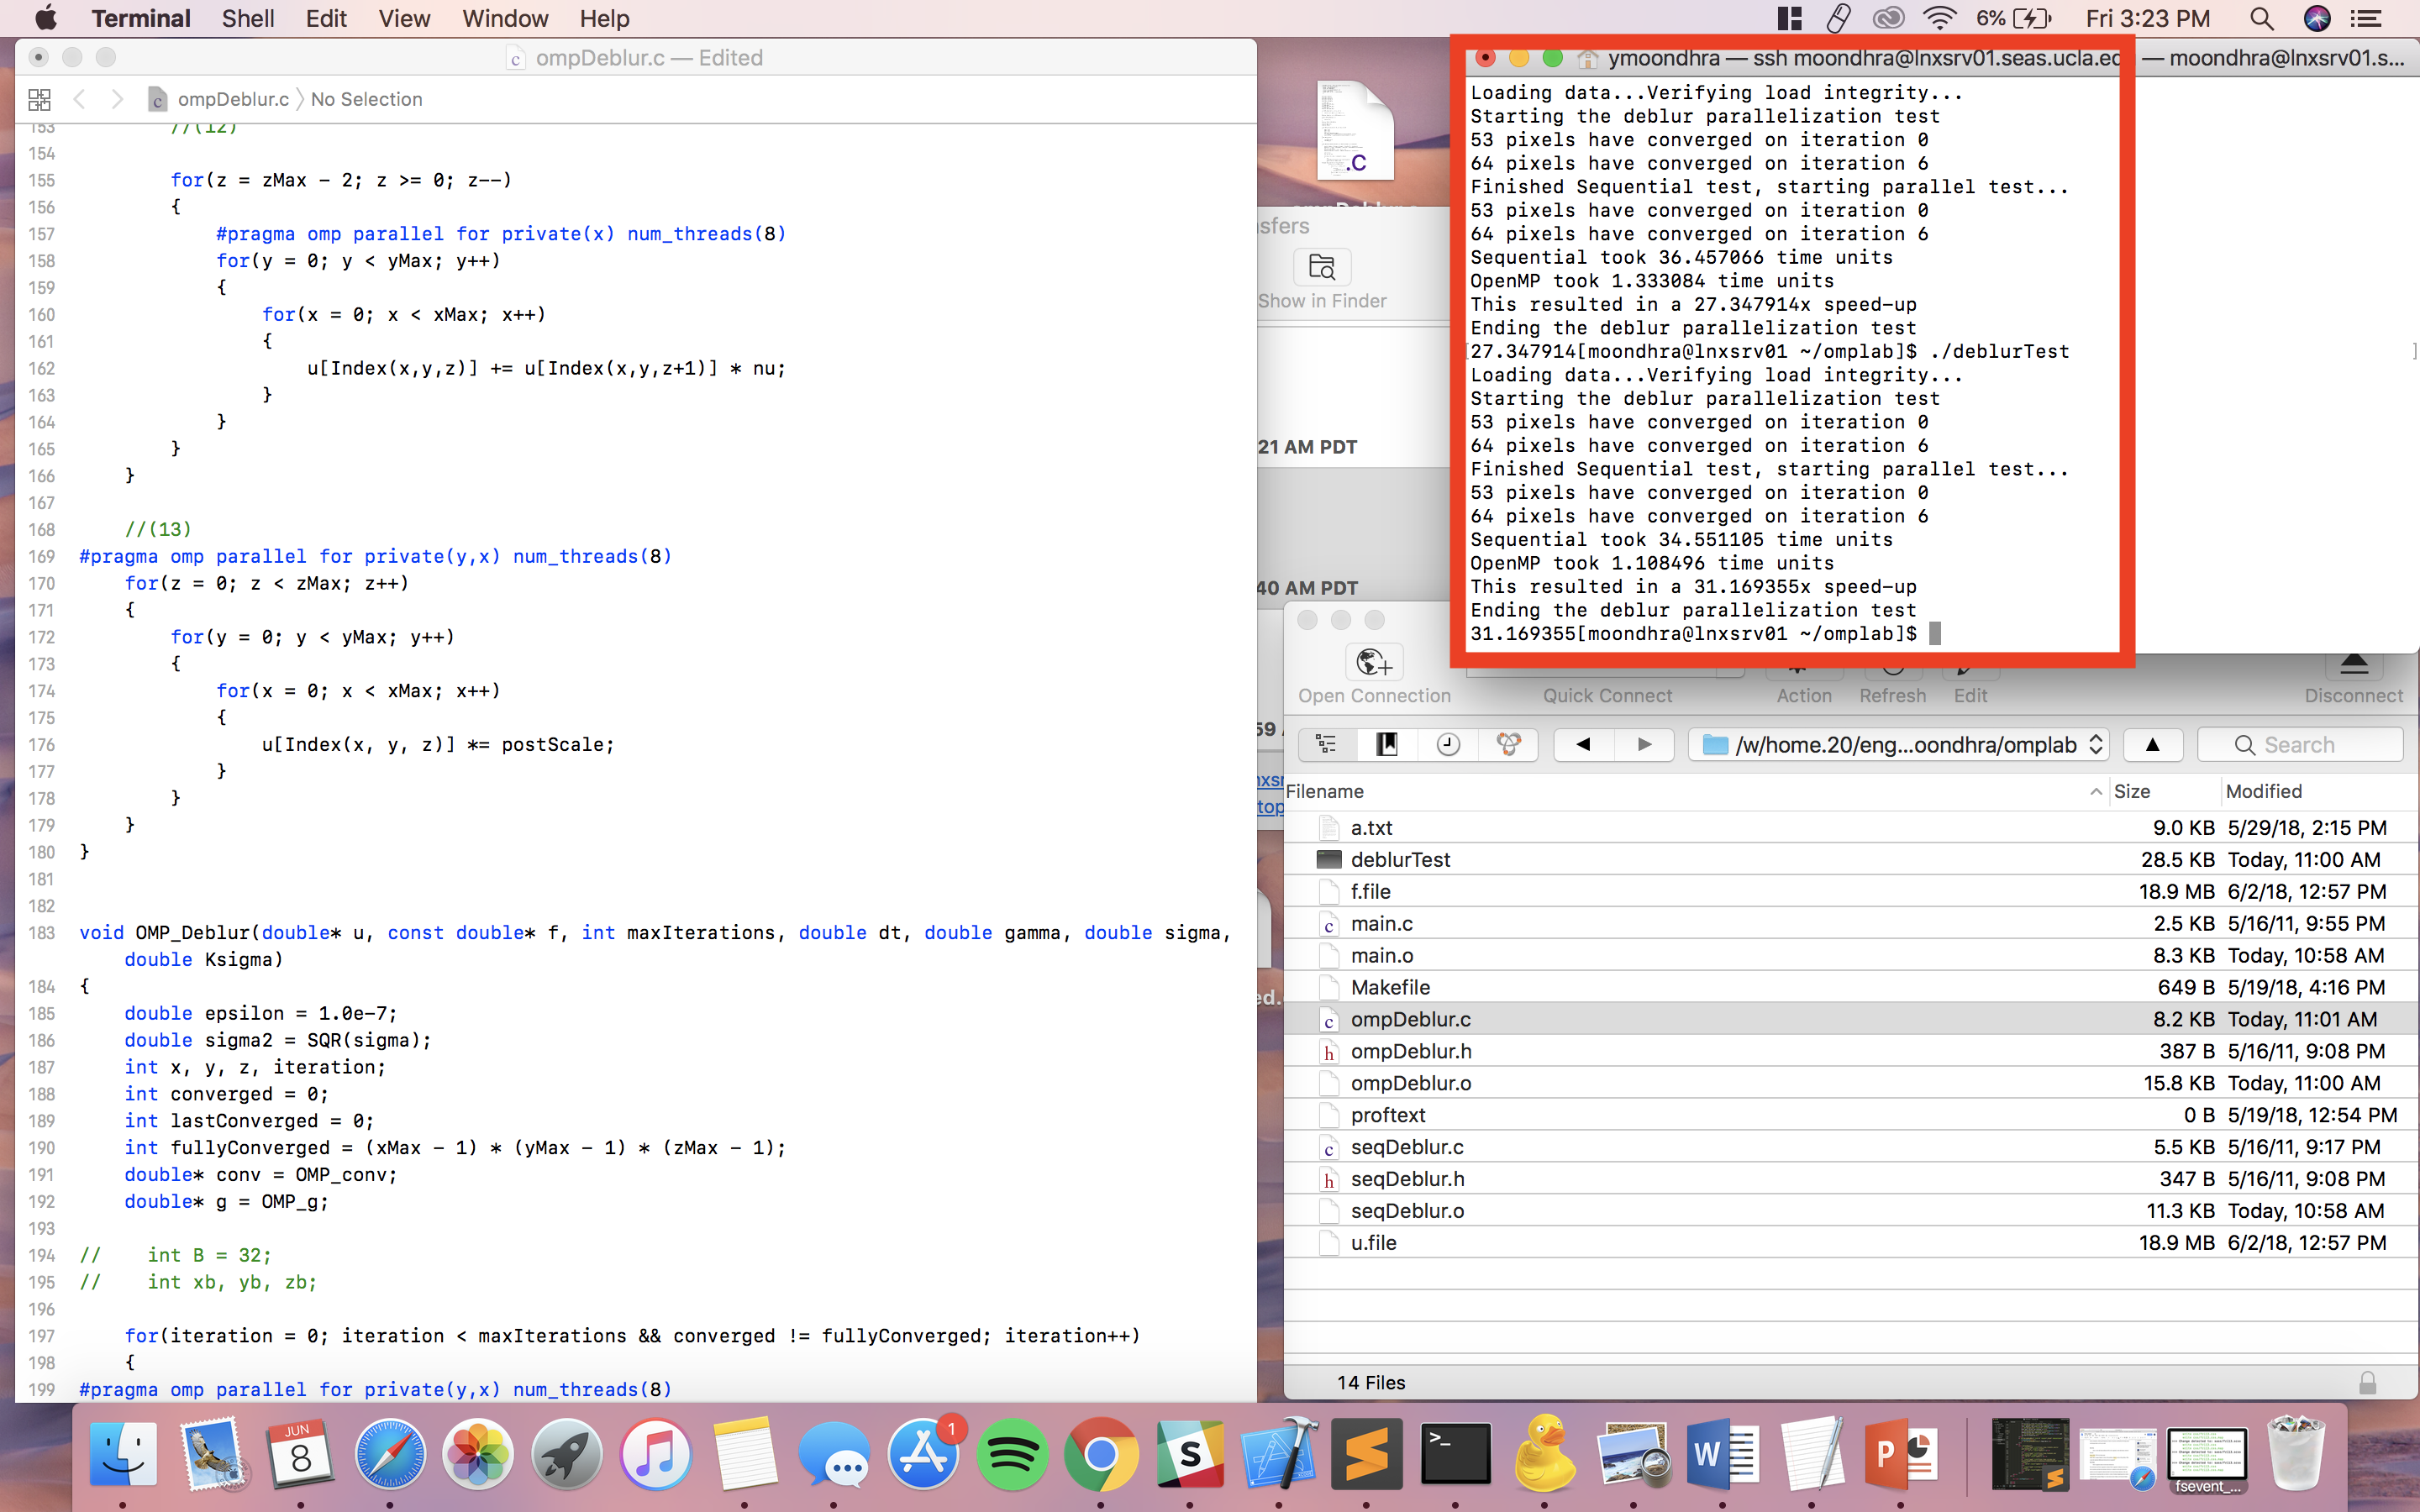 Terminal Shell Edit View Window Help
6% Fri 3:23 PM
ompDeblur.c — Edited
ompDeblur.c No Selection
153 //(12)
154
155 for(z = zMax - 2; z >= 0; z--)
156 {
157 #pragma omp parallel for private(x) num_threads(8)
158 for(y = 0; y < yMax; y++)
159 {
160 for(x = 0; x < xMax; x++)
161 {
162 u[Index(x,y,z)] += u[Index(x,y,z+1)] * nu;
163 }
164 }
165 }
166 }
167
168 //(13)
169 #pragma omp parallel for private(y,x) num_threads(8)
170 for(z = 0; z < zMax; z++)
171 {
172 for(y = 0; y < yMax; y++)
173 {
174 for(x = 0; x < xMax; x++)
175 {
176 u[Index(x, y, z)] *= postScale;
177 }
178 }
179 }
180 }
181
182
183 void OMP_Deblur(double* u, const double* f, int maxIterations, double dt, double gamma, double sigma,
double Ksigma)
184 {
185 double epsilon = 1.0e-7;
186 double sigma2 = SQR(sigma);
187 int x, y, z, iteration;
188 int converged = 0;
189 int lastConverged = 0;
190 int fullyConverged = (xMax - 1) * (yMax - 1) * (zMax - 1);
191 double* conv = OMP_conv;
192 double* g = OMP_g;
193
194 // int B = 32;
195 // int xb, yb, zb;
196
197 for(iteration = 0; iteration < maxIterations && converged != fullyConverged; iteration++)
198 {
199 #pragma omp parallel for private(y,x) num_threads(8)
.C
sfers
Show in Finder
21 AM PDT
40 AM PDT
59
nxsr
top
ed.
ymoondhra — ssh moondhra@lnxsrv01.seas.ucla.ec — moondhra@lnxsrv01.s...
Loading data...Verifying load integrity...
Starting the deblur parallelization test
53 pixels have converged on iteration 0
64 pixels have converged on iteration 6
Finished Sequential test, starting parallel test...
53 pixels have converged on iteration 0
64 pixels have converged on iteration 6
Sequential took 36.457066 time units
OpenMP took 1.333084 time units
This resulted in a 27.347914x speed-up
Ending the deblur parallelization test
[27.347914[moondhra@lnxsrv01 ~/omplab]$ ./deblurTest ]
Loading data...Verifying load integrity...
Starting the deblur parallelization test
53 pixels have converged on iteration 0
64 pixels have converged on iteration 6
Finished Sequential test, starting parallel test...
53 pixels have converged on iteration 0
64 pixels have converged on iteration 6
Sequential took 34.551105 time units
OpenMP took 1.108496 time units
This resulted in a 31.169355x speed-up
Ending the deblur parallelization test
31.169355[moondhra@lnxsrv01 ~/omplab]$
Open Connection Quick Connect Action Refresh Edit Disconnect
/w/home.20/eng...oondhra/omplab Search
Filename Size Modified
a.txt 9.0 KB 5/29/18, 2:15 PM
deblurTest 28.5 KB Today, 11:00 AM
f.file 18.9 MB 6/2/18, 12:57 PM
main.c 2.5 KB 5/16/11, 9:55 PM
main.o 8.3 KB Today, 10:58 AM
Makefile 649 B 5/19/18, 4:16 PM
ompDeblur.c 8.2 KB Today, 11:01 AM
ompDeblur.h 387 B 5/16/11, 9:08 PM
ompDeblur.o 15.8 KB Today, 11:00 AM
proftext 0 B 5/19/18, 12:54 PM
seqDeblur.c 5.5 KB 5/16/11, 9:17 PM
seqDeblur.h 347 B 5/16/11, 9:08 PM
seqDeblur.o 11.3 KB Today, 10:58 AM
u.file 18.9 MB 6/2/18, 12:57 PM
14 Files
JUN
8
1
fsevent_...